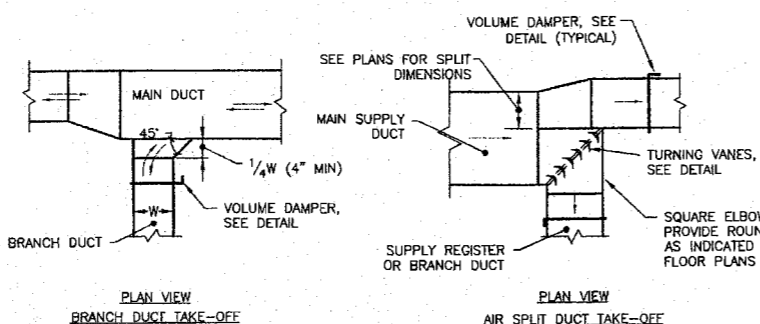 MAIN DUCT
45°
1/4W (4" MIN)
W
VOLUME DAMPER,
SEE DETAIL
BRANCH DUCT
PLAN VIEW
BRANCH DUCT TAKE-OFF
VOLUME DAMPER, SEE
DETAIL (TYPICAL)
SEE PLANS FOR SPLIT
DIMENSIONS
MAIN SUPPLY
DUCT
TURNING VANES,
SEE DETAIL
SQUARE ELBOW
PROVIDE ROUN
AS INDICATED
FLOOR PLANS
SUPPLY REGISTER
OR BRANCH DUCT
PLAN VIEW
AIR SPLIT DUCT TAKE-OFF